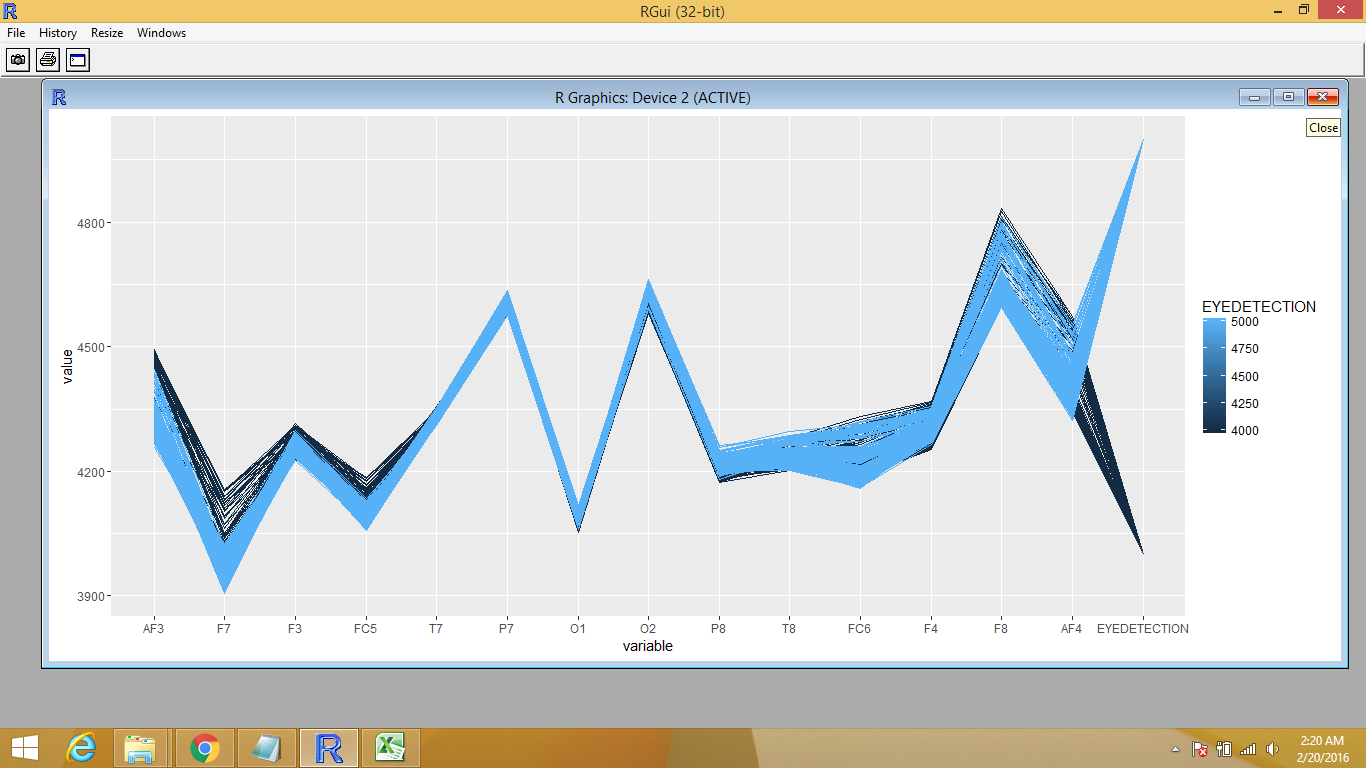 RGui (32-bit)
File History Resize Windows
R Graphics: Device 2 (ACTIVE)
Close
4800
4500
4200
3900
value
AF3 F7 F3 FC5 T7 P7 O1 O2 P8 T8 FC6 F4 F8 AF4 EYEDETECTION
variable
EYEDETECTION
5000
4750
4500
4250
4000
2:20 AM
2/20/2016